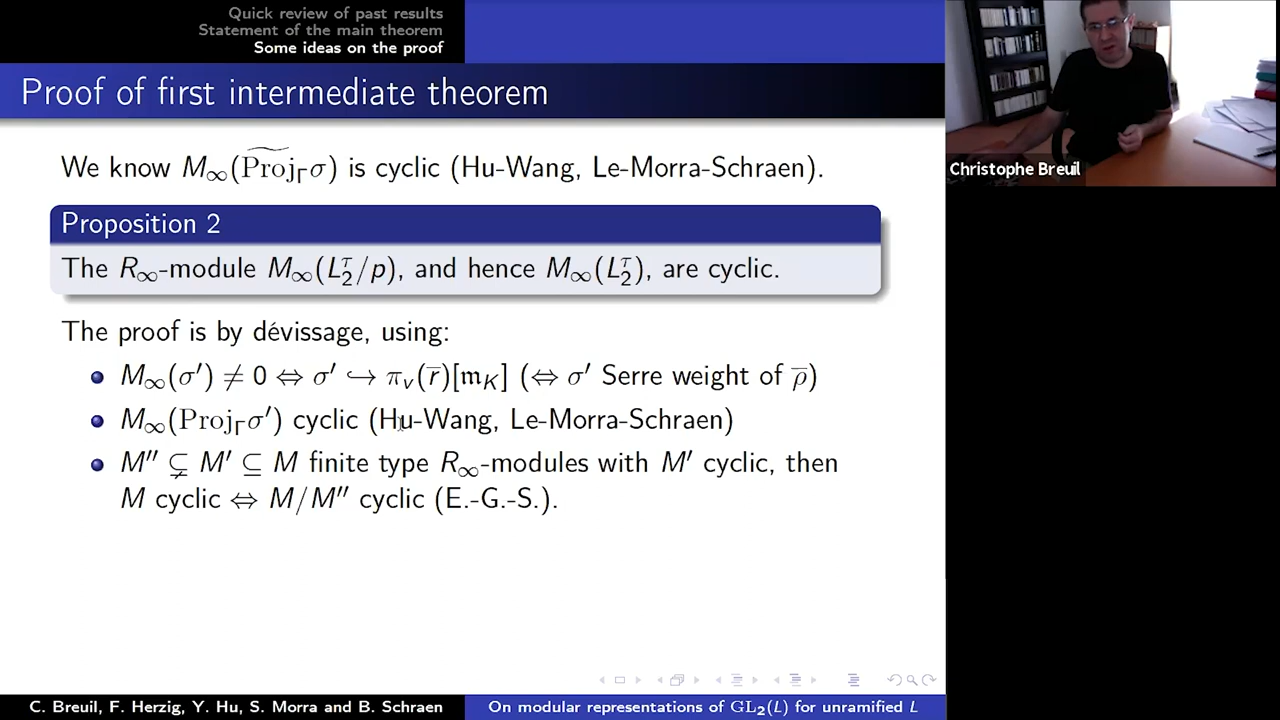 Quick review of past results
Statement of the main theorem
Some ideas on the proof
Proof of first intermediate theorem
We know M∞(P͠roj_Γ σ) is cyclic (Hu-Wang, Le-Morra-Schraen).
Proposition 2
The R∞-module M∞(L₂^τ/p), and hence M∞(L₂^τ), are cyclic.
The proof is by dévissage, using:
M∞(σ′) ≠ 0 ⇔ σ′ ↪ π_v(r̄)[𝔪_K] (⇔ σ′ Serre weight of ρ̄)
M∞(Proj_Γ σ′) cyclic (Hu-Wang, Le-Morra-Schraen)
M″ ⊊ M′ ⊆ M finite type R∞-modules with M′ cyclic, then
M cyclic ⇔ M/M″ cyclic (E.-G.-S.).
C. Breuil, F. Herzig, Y. Hu, S. Morra and B. Schraen
On modular representations of GL₂(L) for unramified L
Christophe Breuil